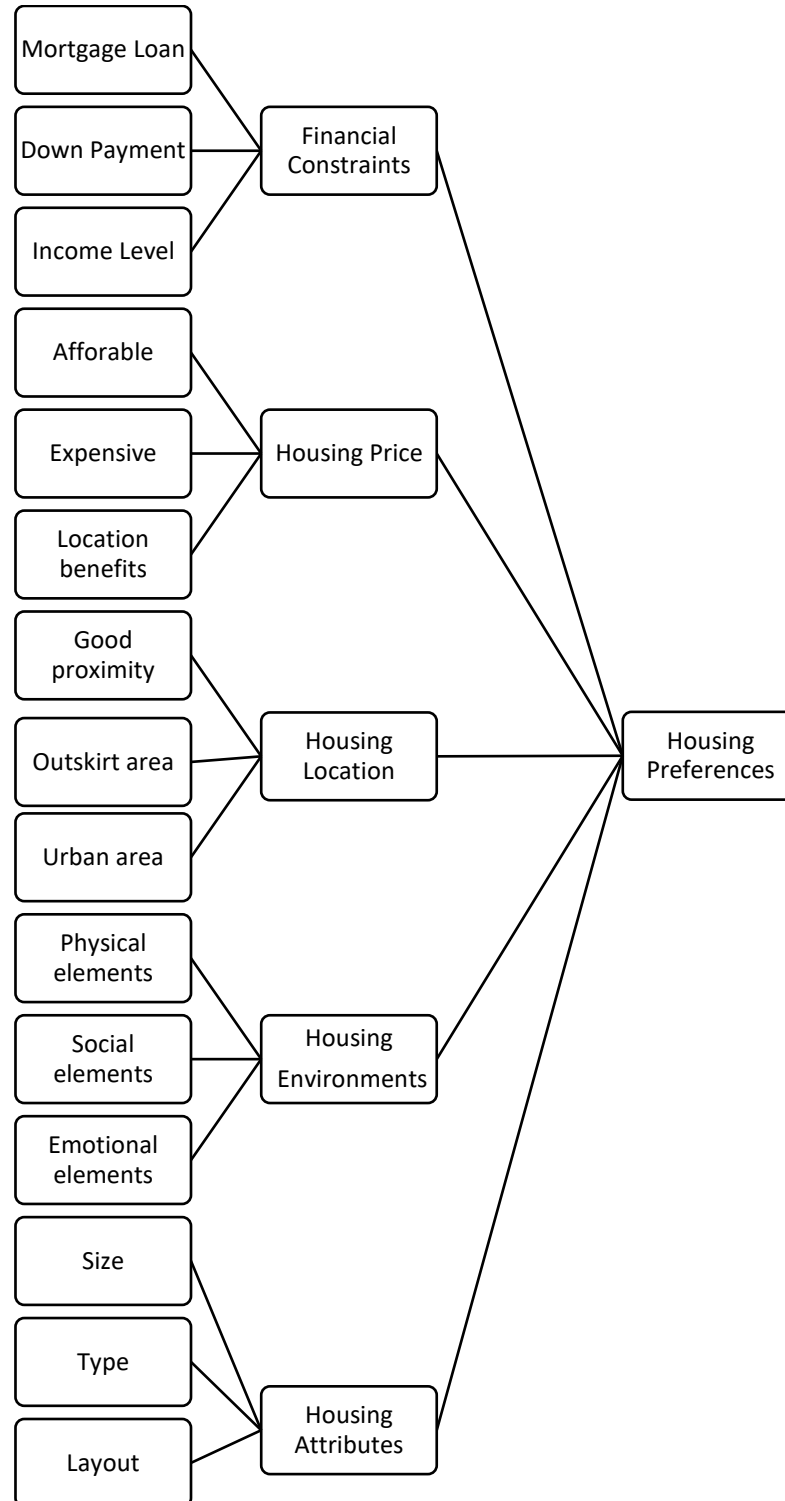 Mortgage Loan
Down Payment
Income Level
Financial
Constraints
Afforable
Expensive
Location
benefits
Housing Price
Good
proximity
Outskirt area
Urban area
Housing
Location
Physical
elements
Social
elements
Emotional
elements
Housing
Environments
Size
Type
Layout
Housing
Attributes
Housing
Preferences